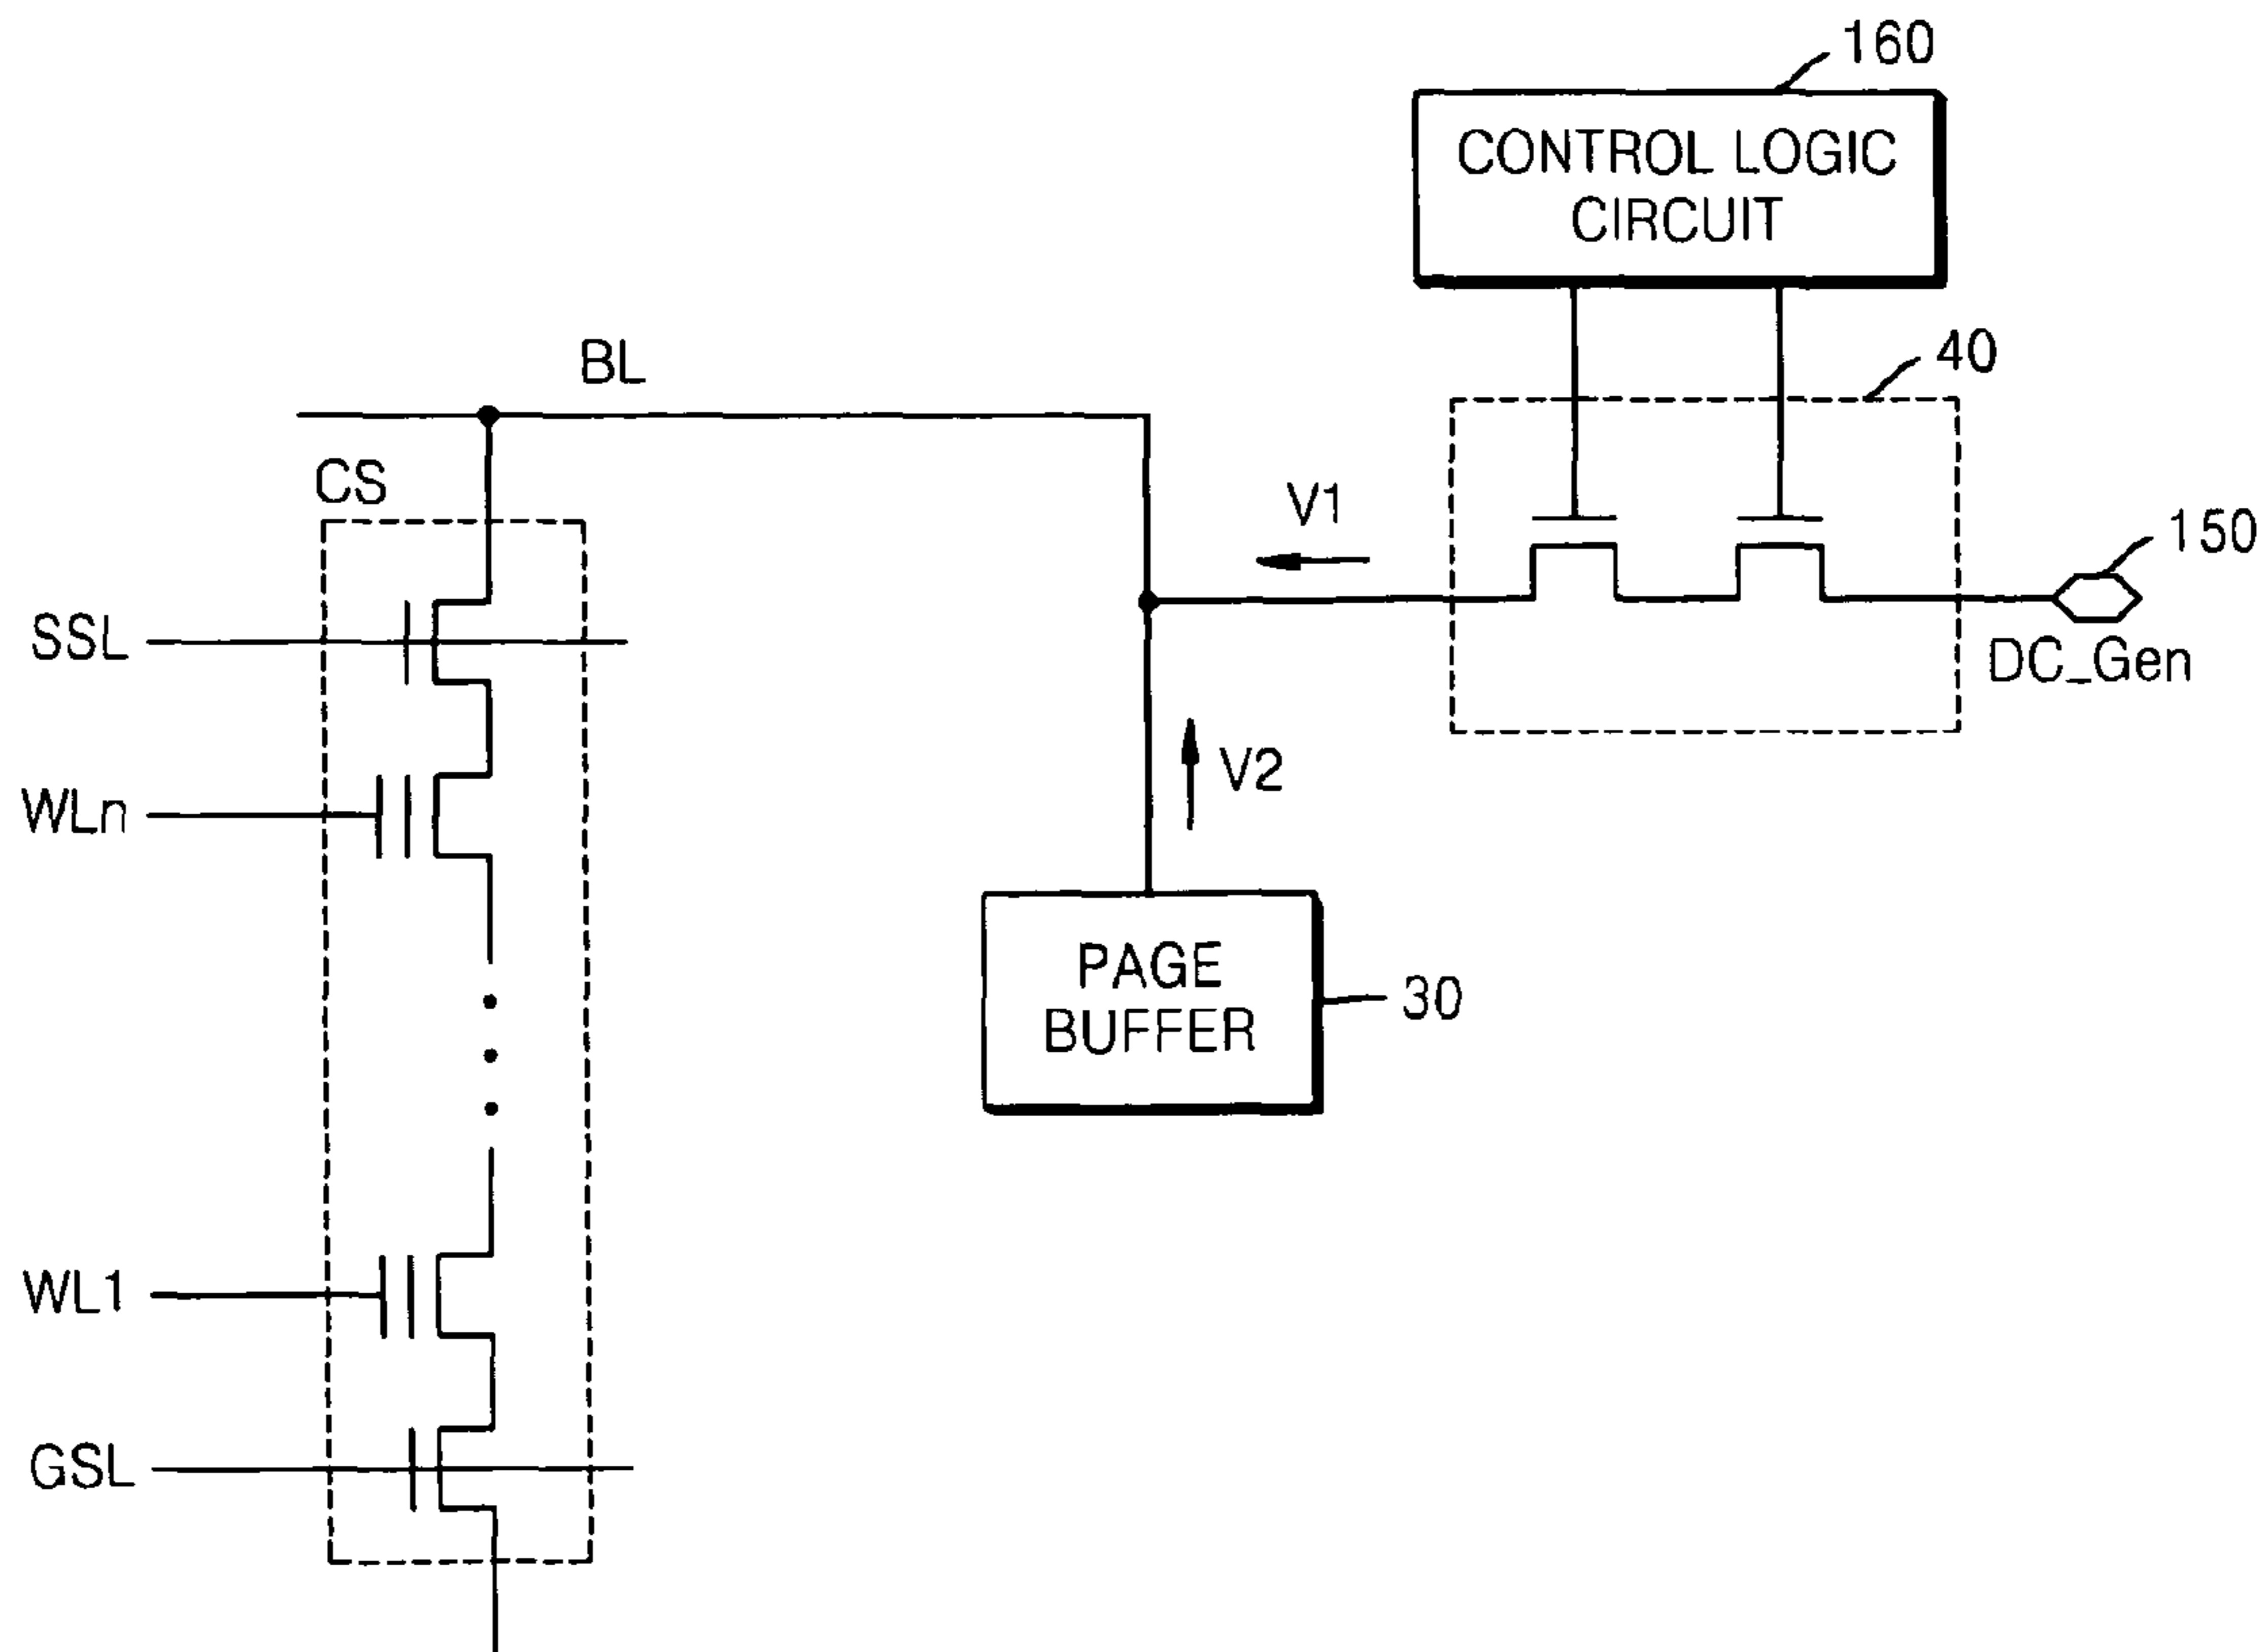 160
CONTROL LOGIC
CIRCUIT
40
BL
CS
V1
150
SSL
DC_Gen
V2
WLn
PAGE
BUFFER
30
WL1
GSL